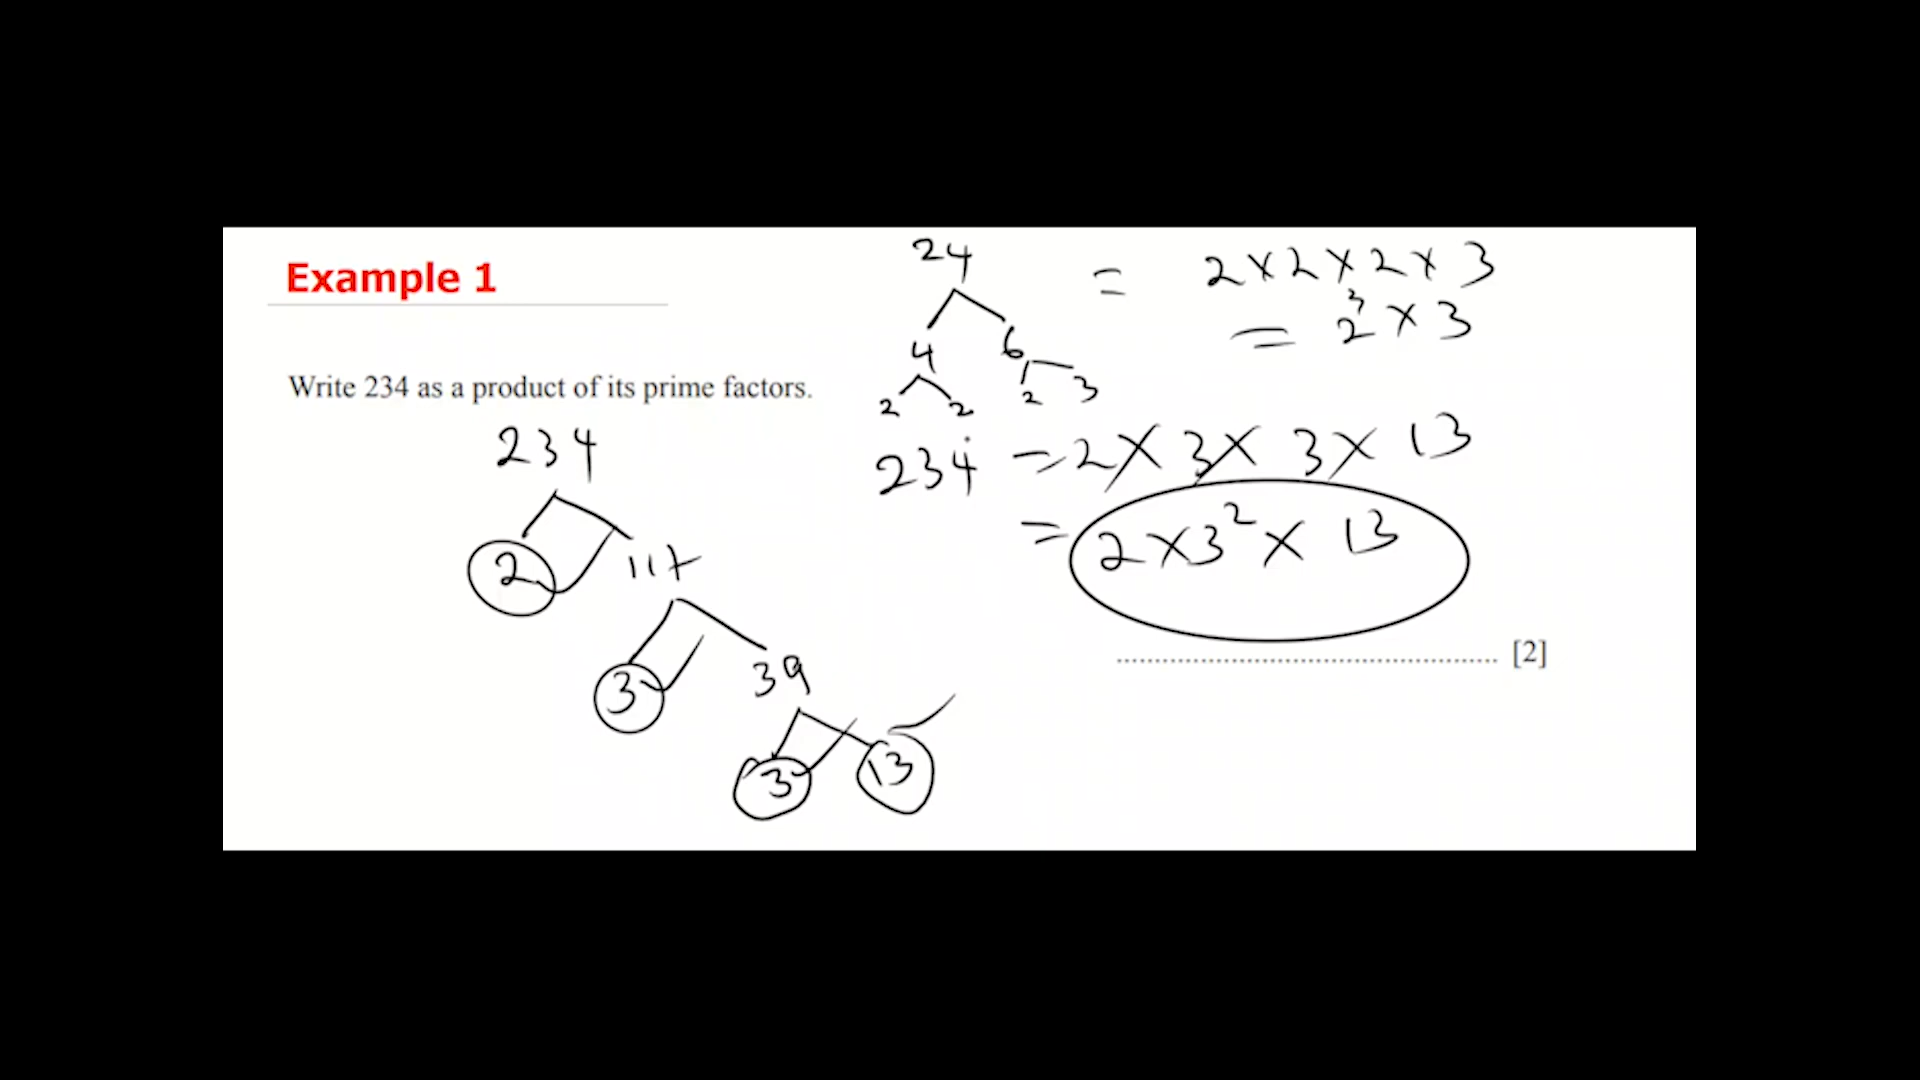 Example 1
Write 234 as a product of its prime factors.
234
2 117
3 39
3 13
24 = 2 × 2 × 2 × 3
= 2³ × 3
4 6
2 2 2 3
234 = 2 × 3 × 3 × 13
= 2 × 3² × 13
........................................ [2]